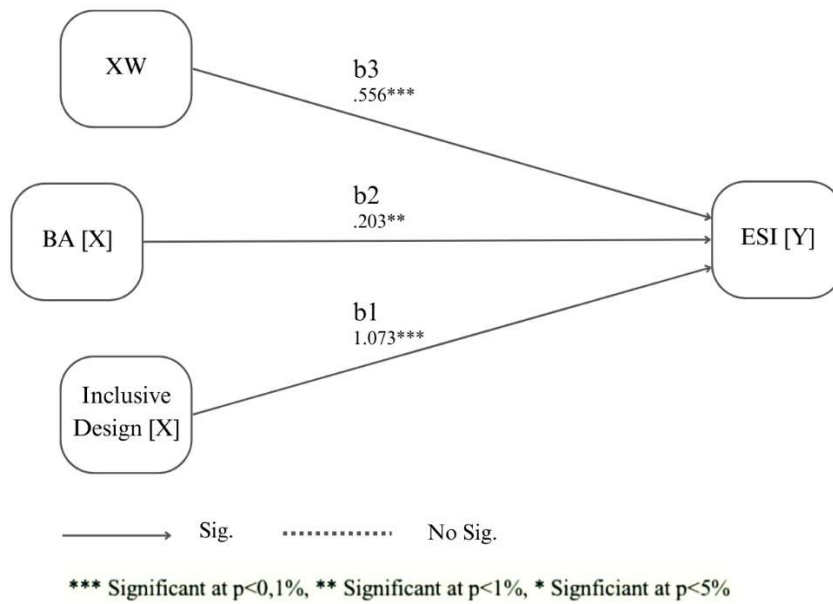 XW
b3
.556***
BA [X]
b2
.203**
ESI [Y]
b1
1.073***
Inclusive
Design [X]
Sig.
No Sig.
*** Significant at p<0,1%, ** Significant at p<1%, * Signficiant at p<5%